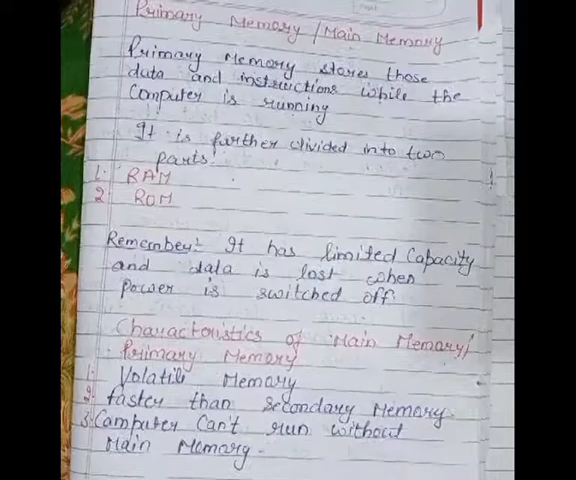 Primary Memory/Main Memory
Primary Memory stores those
data and instructions while the
Computer is running
It is further divided into two
parts:
1. RAM
2. ROM
Remember:- It has limited Capacity
and data is lost when
power is switched off.
Characteristics of Main Memory/
Primary Memory
1. Volatile Memory
2. faster than secondary Memory
3. Computer Can't run without
Main Memory.